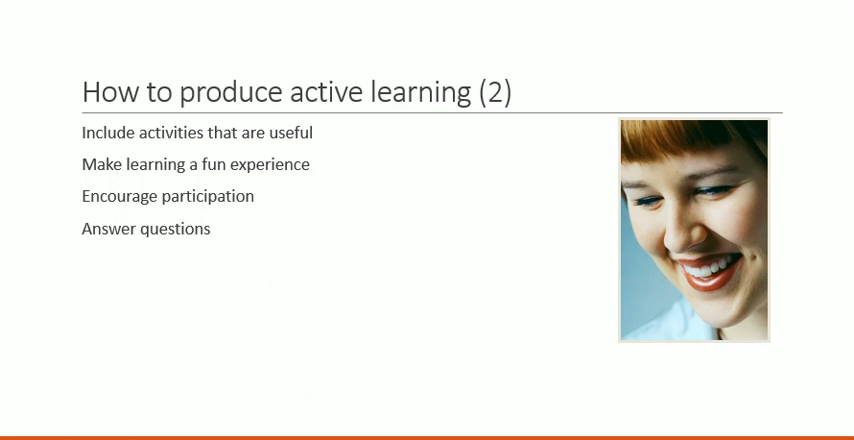 How to produce active learning (2)
Include activities that are useful
Make learning a fun experience
Encourage participation
Answer questions